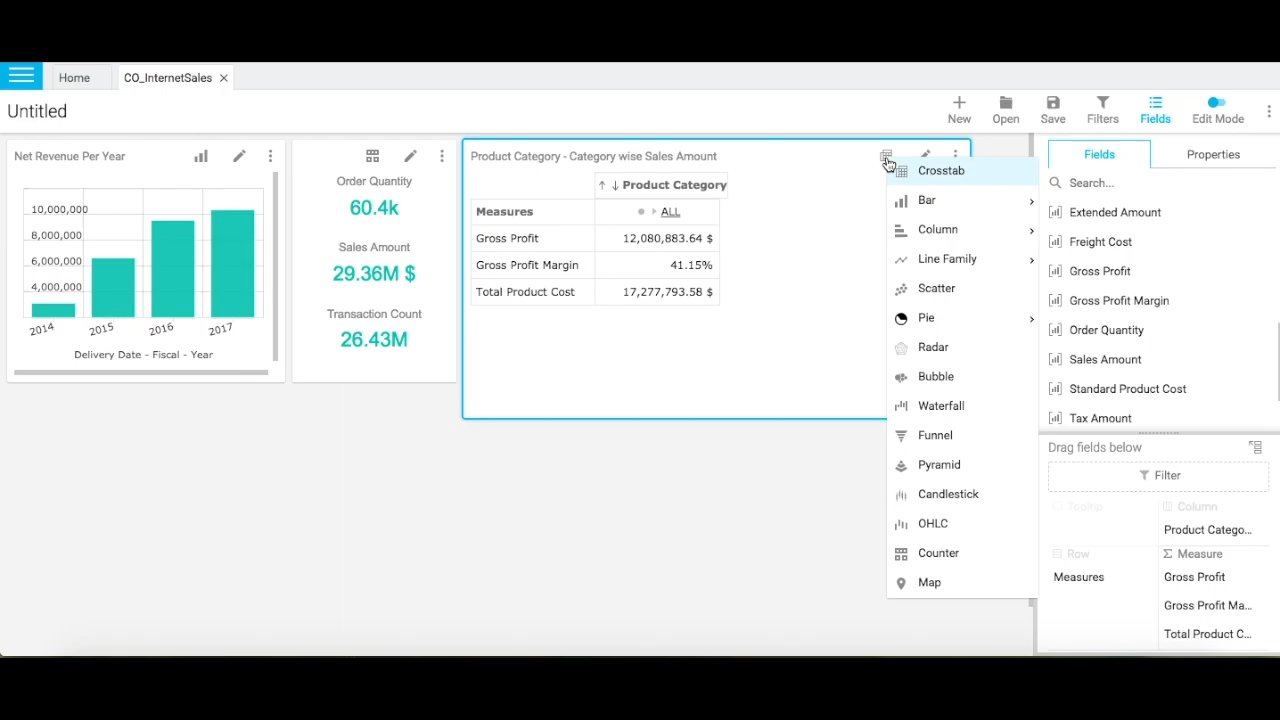 Home
CO_InternetSales
Untitled
New
Open
Save
Filters
Fields
Edit Mode
Net Revenue Per Year
10,000,000
8,000,000
6,000,000
4,000,000
2014
2015
2016
2017
Delivery Date - Fiscal - Year
Order Quantity
60.4k
Sales Amount
29.36M $
Transaction Count
26.43M
Product Category - Category wise Sales Amount
Product Category
Measures
ALL
Gross Profit
12,080,883.64 $
Gross Profit Margin
41.15%
Total Product Cost
17,277,793.58 $
Crosstab
Bar
Column
Line Family
Scatter
Pie
Radar
Bubble
Waterfall
Funnel
Pyramid
Candlestick
OHLC
Counter
Map
Fields
Properties
Search...
Extended Amount
Freight Cost
Gross Profit
Gross Profit Margin
Order Quantity
Sales Amount
Standard Product Cost
Tax Amount
Drag fields below
Filter
Tooltip
Column
Product Catego...
Row
Measures
Σ Measure
Gross Profit
Gross Profit Ma...
Total Product C...